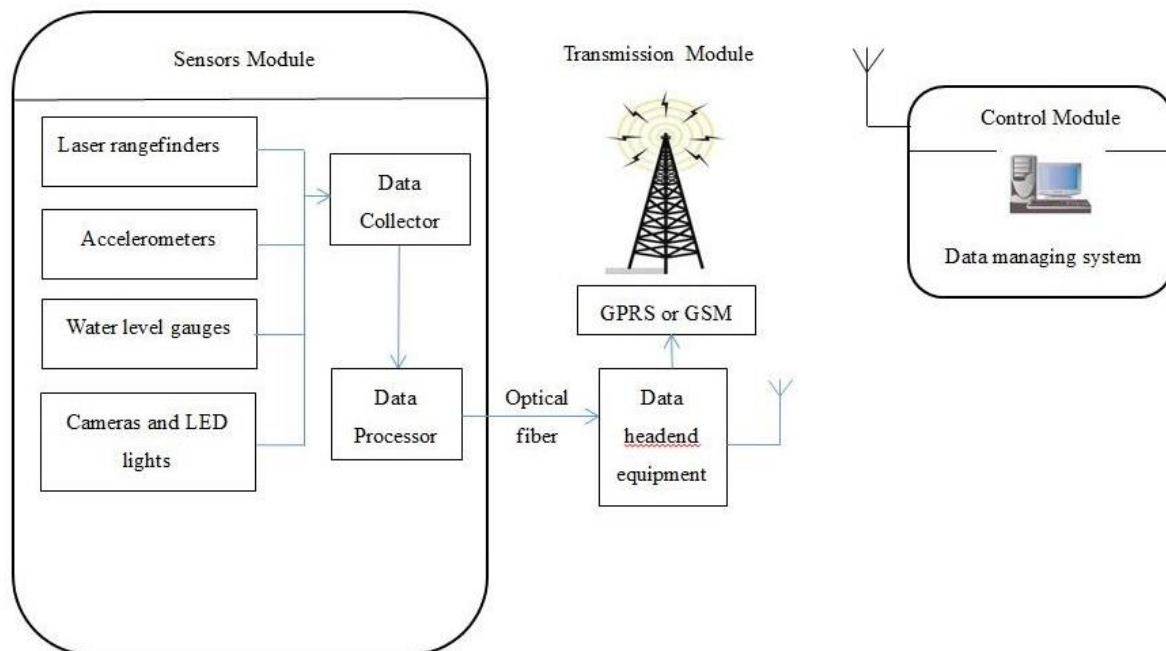 Sensors Module
Laser rangefinders
Accelerometers
Water level gauges
Cameras and LED
lights
Data
Collector
Data
Processor
Optical
fiber
Transmission Module
GPRS or GSM
Data
headend
equipment
Control Module
Data managing system